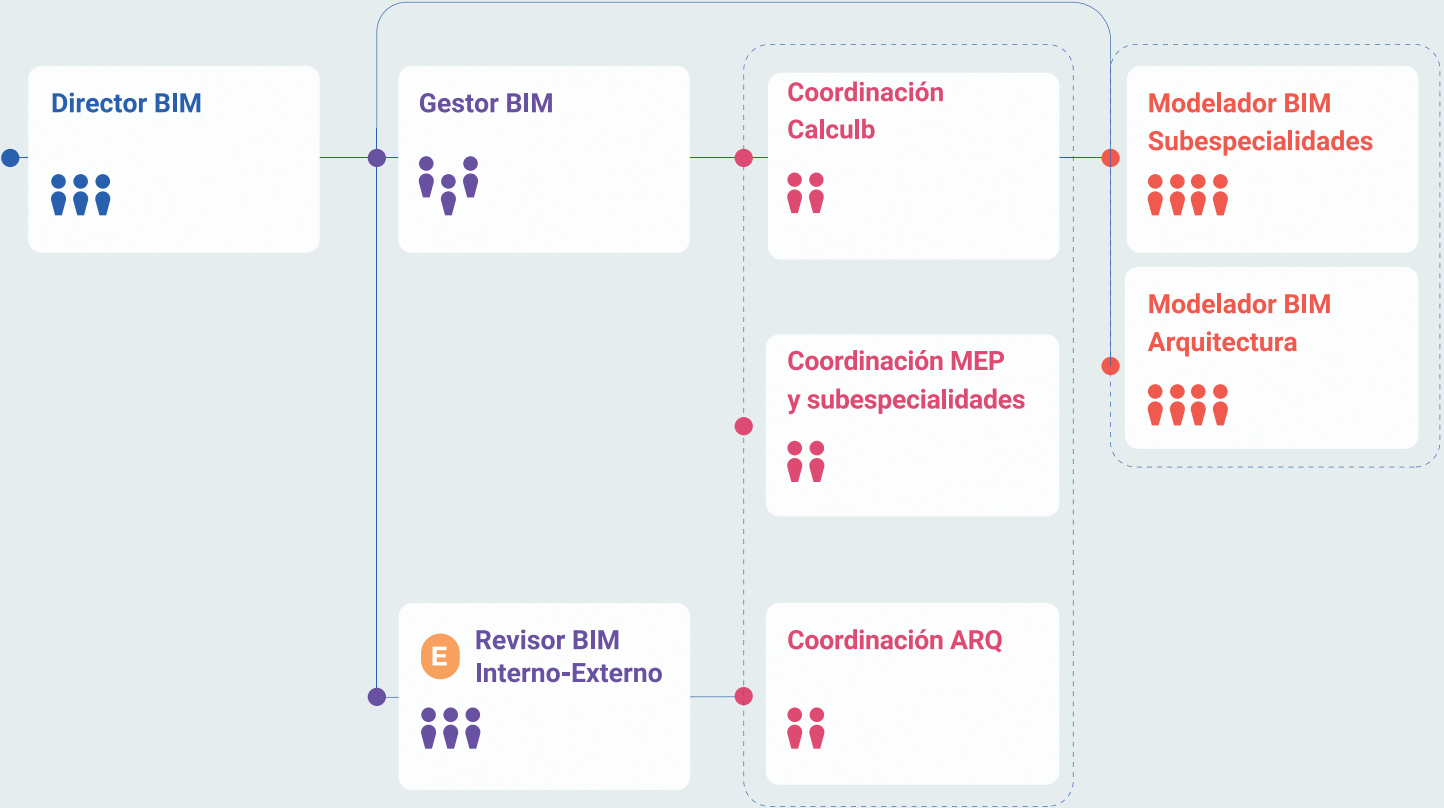 Director BIM
Gestor BIM
Coordinación
Calculb
Modelador BIM
Subespecialidades
Modelador BIM
Arquitectura
Coordinación MEP
y subespecialidades
E
Revisor BIM
Interno-Externo
Coordinación ARQ